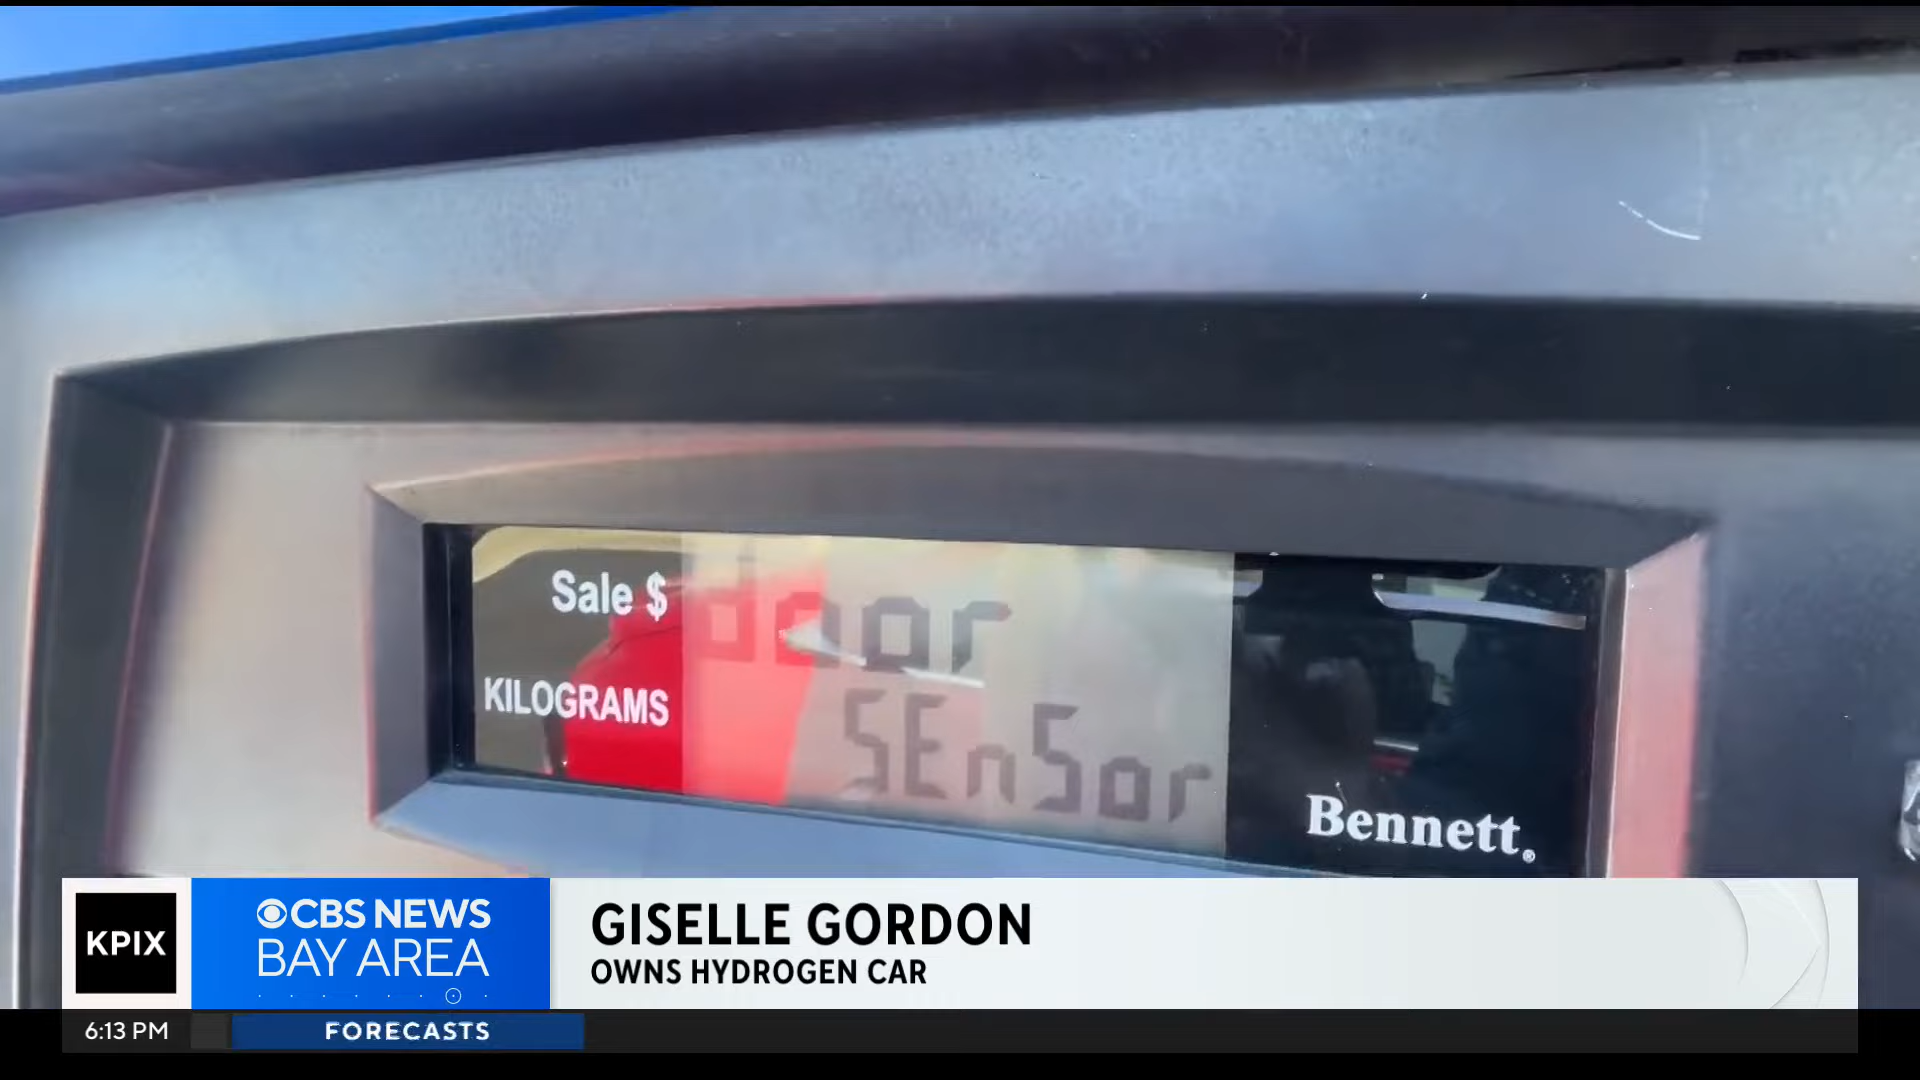 Sale $
door
KILOGRAMS
SEnSor
Bennett®
KPIX
CBS NEWS
BAY AREA
GISELLE GORDON
OWNS HYDROGEN CAR
6:13 PM
FORECASTS